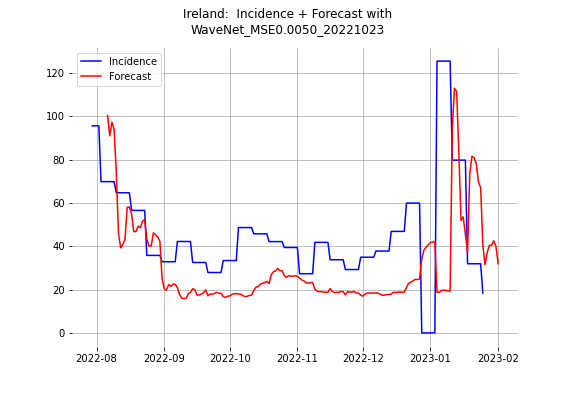 Ireland:  Incidence + Forecast with
WaveNet_MSE0.0050_20221023
Incidence
Forecast
120
100
80
60
40
20
0
2022-08 2022-09 2022-10 2022-11 2022-12 2023-01 2023-02